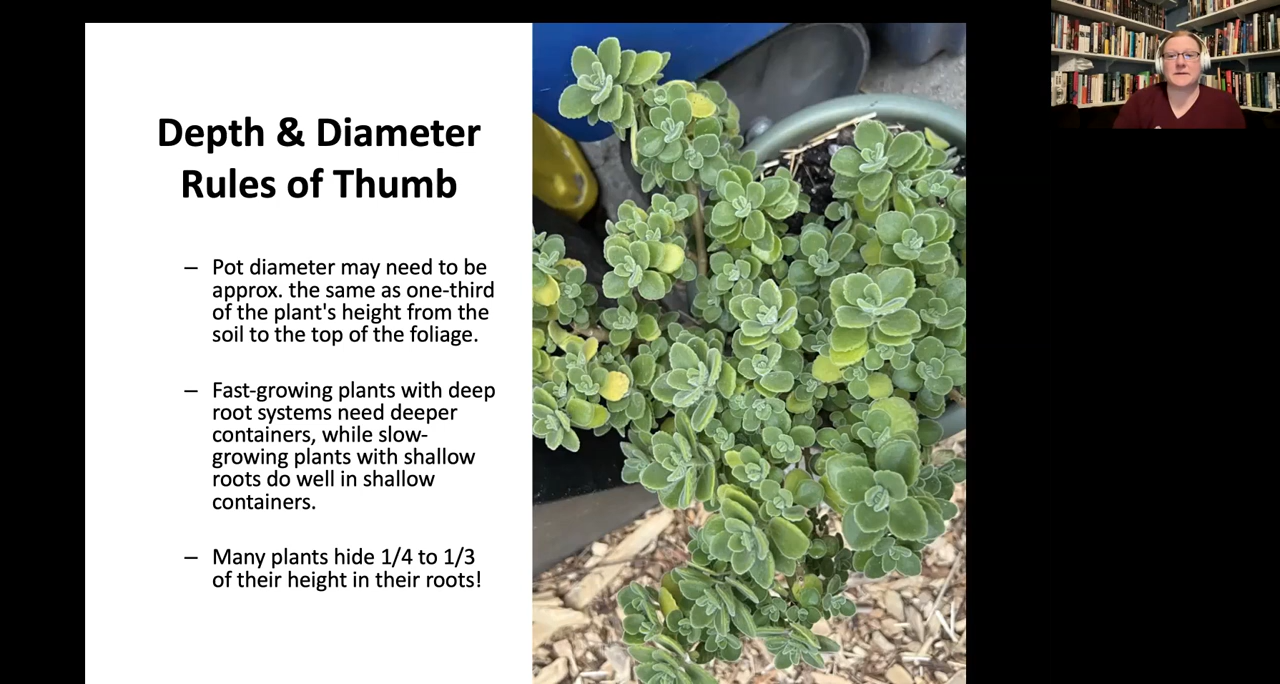 Depth & Diameter
Rules of Thumb
– Pot diameter may need to be
approx. the same as one-third
of the plant's height from the
soil to the top of the foliage.
– Fast-growing plants with deep
root systems need deeper
containers, while slow-
growing plants with shallow
roots do well in shallow
containers.
– Many plants hide 1/4 to 1/3
of their height in their roots!